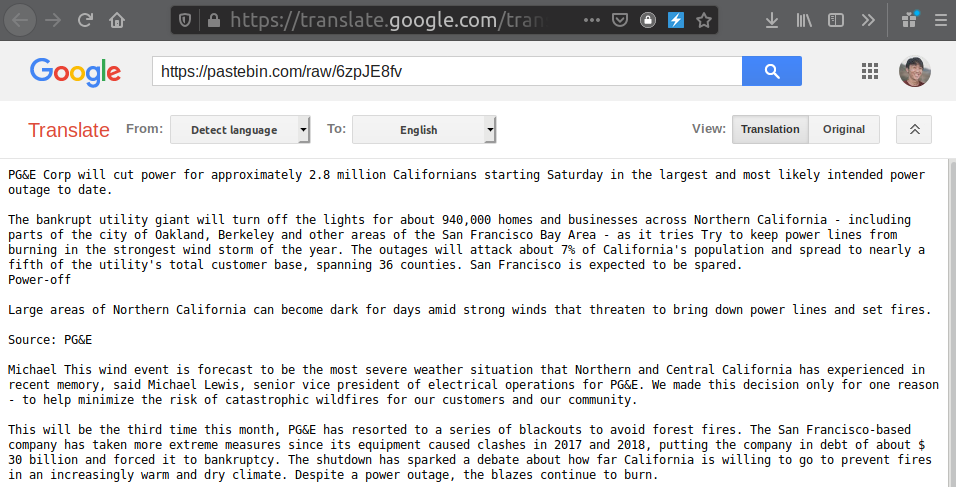 https://translate.google.com/tran
Google
https://pastebin.com/raw/6zpJE8fv
Translate From: Detect language To: English View: Translation Original
PG&E Corp will cut power for approximately 2.8 million Californians starting Saturday in the largest and most likely intended power
outage to date.
The bankrupt utility giant will turn off the lights for about 940,000 homes and businesses across Northern California - including
parts of the city of Oakland, Berkeley and other areas of the San Francisco Bay Area - as it tries Try to keep power lines from
burning in the strongest wind storm of the year. The outages will attack about 7% of California's population and spread to nearly a
fifth of the utility's total customer base, spanning 36 counties. San Francisco is expected to be spared.
Power-off
Large areas of Northern California can become dark for days amid strong winds that threaten to bring down power lines and set fires.
Source: PG&E
Michael This wind event is forecast to be the most severe weather situation that Northern and Central California has experienced in
recent memory, said Michael Lewis, senior vice president of electrical operations for PG&E. We made this decision only for one reason
- to help minimize the risk of catastrophic wildfires for our customers and our community.
This will be the third time this month, PG&E has resorted to a series of blackouts to avoid forest fires. The San Francisco-based
company has taken more extreme measures since its equipment caused clashes in 2017 and 2018, putting the company in debt of about $
30 billion and forced it to bankruptcy. The shutdown has sparked a debate about how far California is willing to go to prevent fires
in an increasingly warm and dry climate. Despite a power outage, the blazes continue to burn.